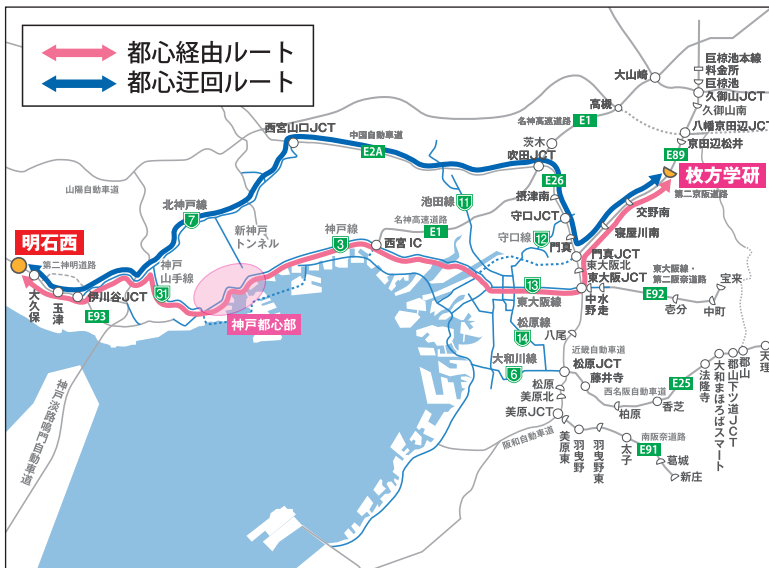 都心経由ルート
都心迂回ルート
巨椋池本線
料金所
巨椋池
久御山JCT
久御山南
八幡京田辺JCT
京田辺松井
大山崎
高槻
名神高速道路
E1
茨木
吹田JCT
E26
E89
枚方学研
第二京阪道路
西宮山口JCT
中国自動車道
E2A
摂津南
守口JCT
交野南
寝屋川南
山陽自動車道
北神戸線
7
新神戸
トンネル
池田線
11
名神高速道路
E1
守口線
12
門真
門真JCT
東大阪北
東大阪JCT
明石西
第二神明道路
大久保
玉津
伊川谷JCT
E93
神戸
山手線
31
神戸線
3
西宮IC
神戸都心部
13
東大阪線
水走
中野
東大阪線・
第二阪奈道路
E92
宝来
壱分
中町
松原線
14
八尾
大和川線
6
近畿自動車道
松原JCT
藤井寺
松原
美原北
美原JCT
西名阪自動車道
E25
柏原
香芝
法隆寺
大和まほろばスマート
郡山下ツ道JCT
郡山
天理
阪和自動車道
美原東
羽曳野
羽曳野東
太子
南阪奈道路
E91
葛城
新庄
神戸淡路鳴門自動車道